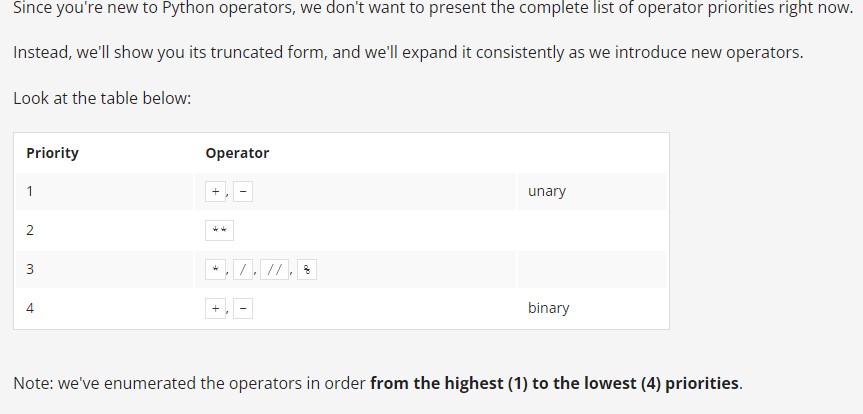 Since you're new to Python operators, we don't want to present the complete list of operator priorities right now.
Instead, we'll show you its truncated form, and we'll expand it consistently as we introduce new operators.
Look at the table below:
Priority Operator
1 +, - unary
2 **
3 *, /, //, %
4 +, - binary
Note: we've enumerated the operators in order from the highest (1) to the lowest (4) priorities.